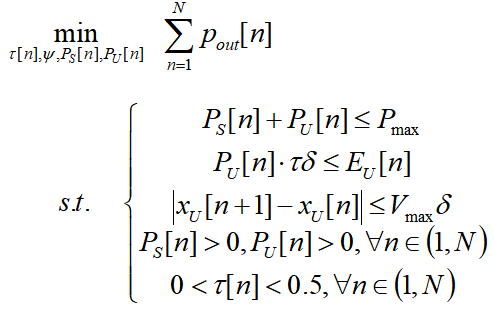 min τ[n],ψ,P_S[n],P_U[n] ∑_{n=1}^{N} p_out[n]
s.t. { P_S[n]+P_U[n]≤P_max
P_U[n]·τδ≤E_U[n]
|x_U[n+1]−x_U[n]|≤V_max δ
P_S[n]>0,P_U[n]>0,∀n∈(1,N)
0<τ[n]<0.5,∀n∈(1,N)